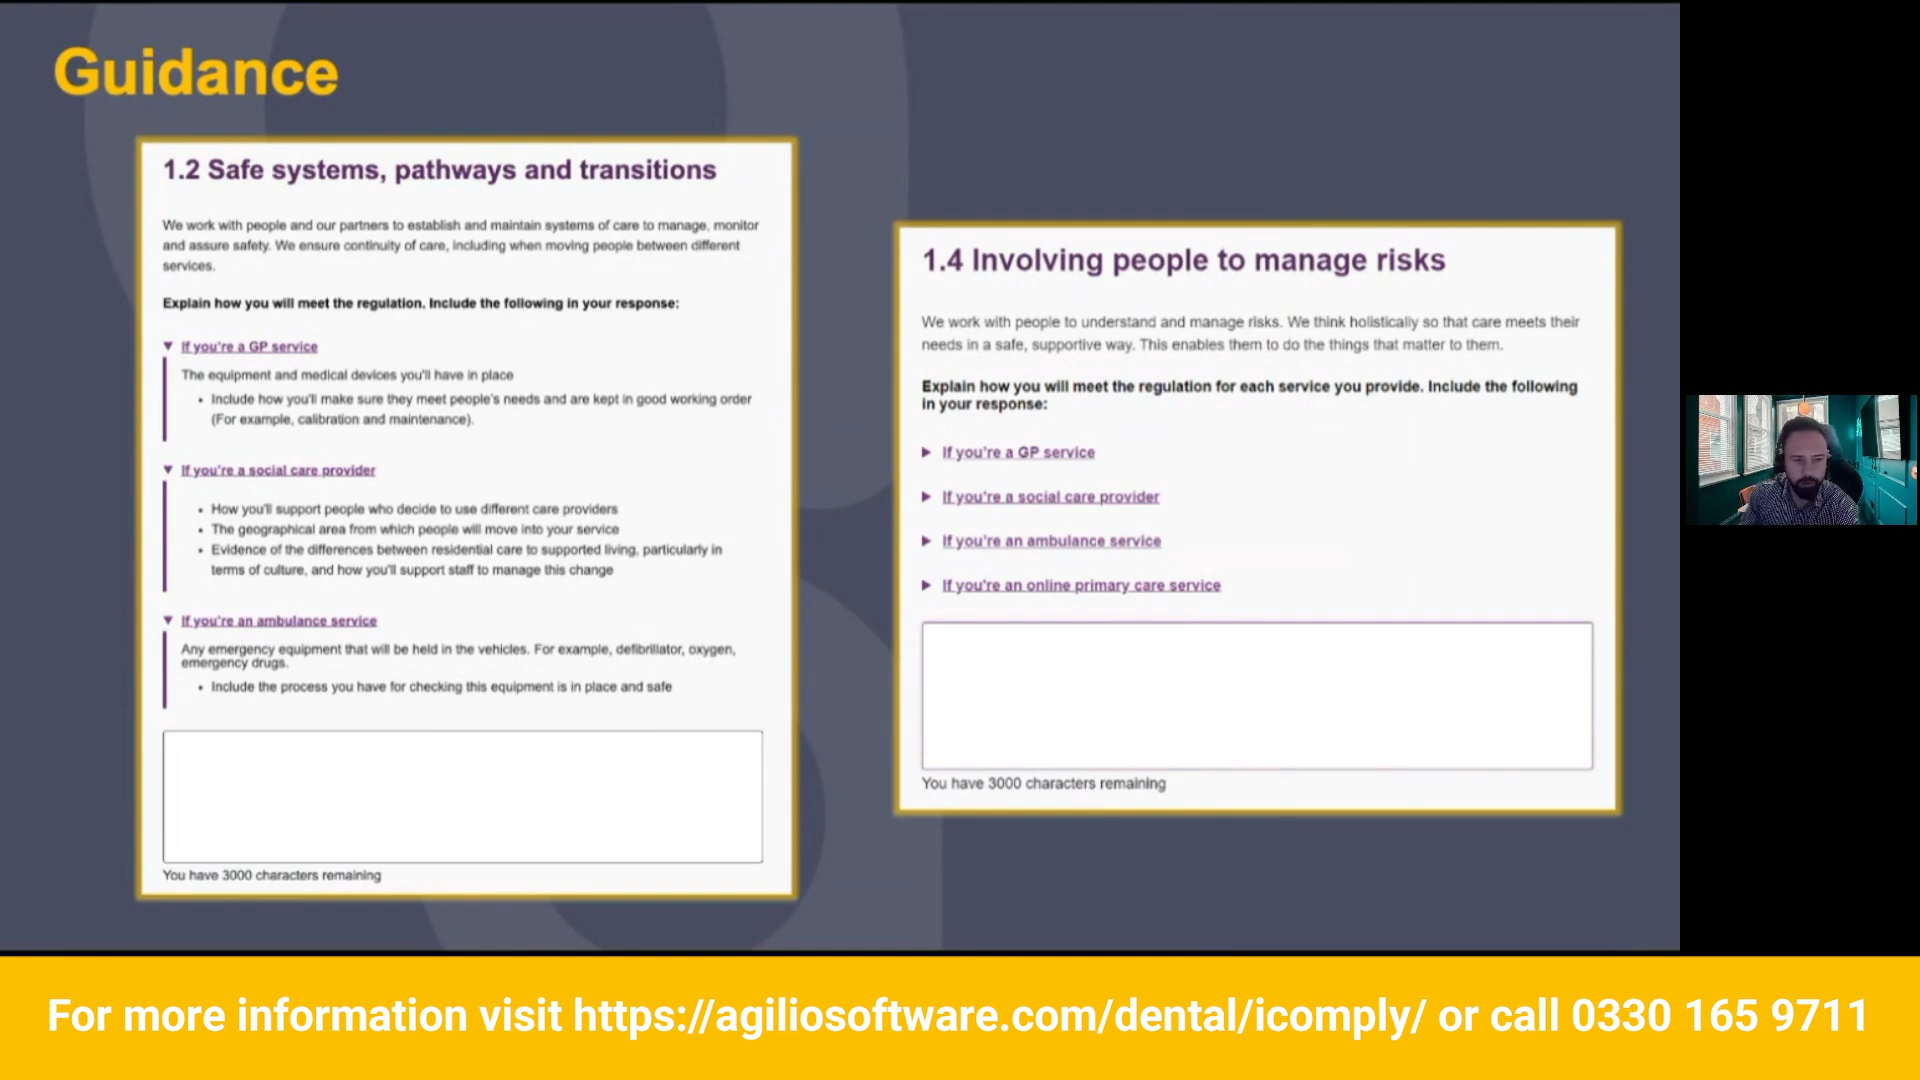 Guidance
1.2 Safe systems, pathways and transitions
We work with people and our partners to establish and maintain systems of care to manage, monitor
and assure safety. We ensure continuity of care, including when moving people between different
services.
Explain how you will meet the regulation. Include the following in your response:
▼ If you're a GP service
The equipment and medical devices you'll have in place
• Include how you'll make sure they meet people's needs and are kept in good working order
(For example, calibration and maintenance).
▼ If you're a social care provider
• How you'll support people who decide to use different care providers
• The geographical area from which people will move into your service
• Evidence of the differences between residential care to supported living, particularly in
terms of culture, and how you'll support staff to manage this change
▼ If you're an ambulance service
Any emergency equipment that will be held in the vehicles. For example, defibrillator, oxygen,
emergency drugs.
• Include the process you have for checking this equipment is in place and safe
You have 3000 characters remaining
1.4 Involving people to manage risks
We work with people to understand and manage risks. We think holistically so that care meets their
needs in a safe, supportive way. This enables them to do the things that matter to them.
Explain how you will meet the regulation for each service you provide. Include the following
in your response:
► If you're a GP service
► If you're a social care provider
► If you're an ambulance service
► If you're an online primary care service
You have 3000 characters remaining
For more information visit https://agiliosoftware.com/dental/icomply/ or call 0330 165 9711